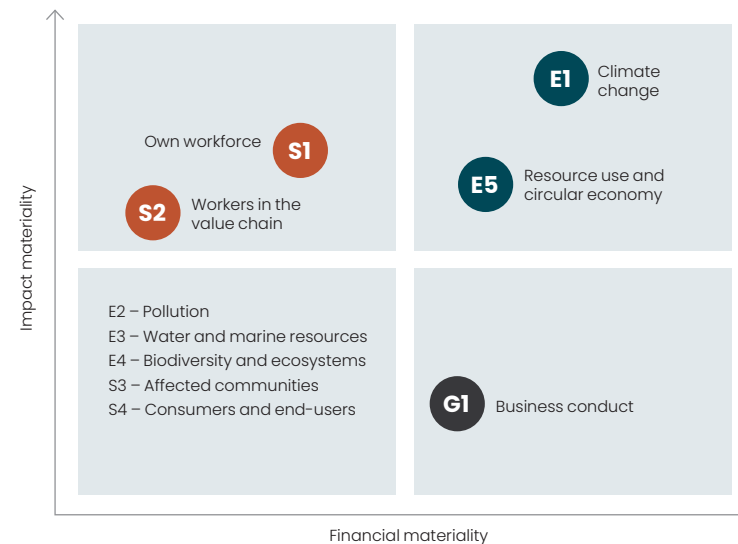 Impact materiality
Own workforce
S1
S2
Workers in the
value chain
E1
Climate
change
E5
Resource use and
circular economy
E2 – Pollution
E3 – Water and marine resources
E4 – Biodiversity and ecosystems
S3 – Affected communities
S4 – Consumers and end-users
G1
Business conduct
Financial materiality